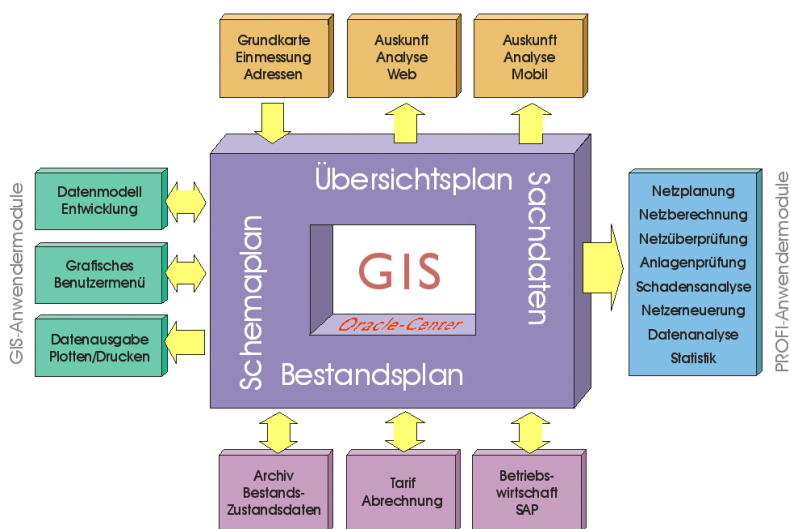 Grundkarte
Einmessung
Adressen
Auskunft
Analyse
Web
Auskunft
Analyse
Mobil
GIS-Anwendermodule
Datenmodell
Entwicklung
Grafisches
Benutzermenü
Datenausgabe
Plotten/Drucken
Übersichtsplan
Schemaplan
Sachdaten
Bestandsplan
GIS
Oracle-Center
Netzplanung
Netzberechnung
Netzüberprüfung
Anlagenprüfung
Schadensanalyse
Netzerneuerung
Datenanalyse
Statistik
PROFI-Anwendermodule
Archiv
Bestands-
Zustandsdaten
Tarif
Abrechnung
Betriebs-
wirtschaft
SAP